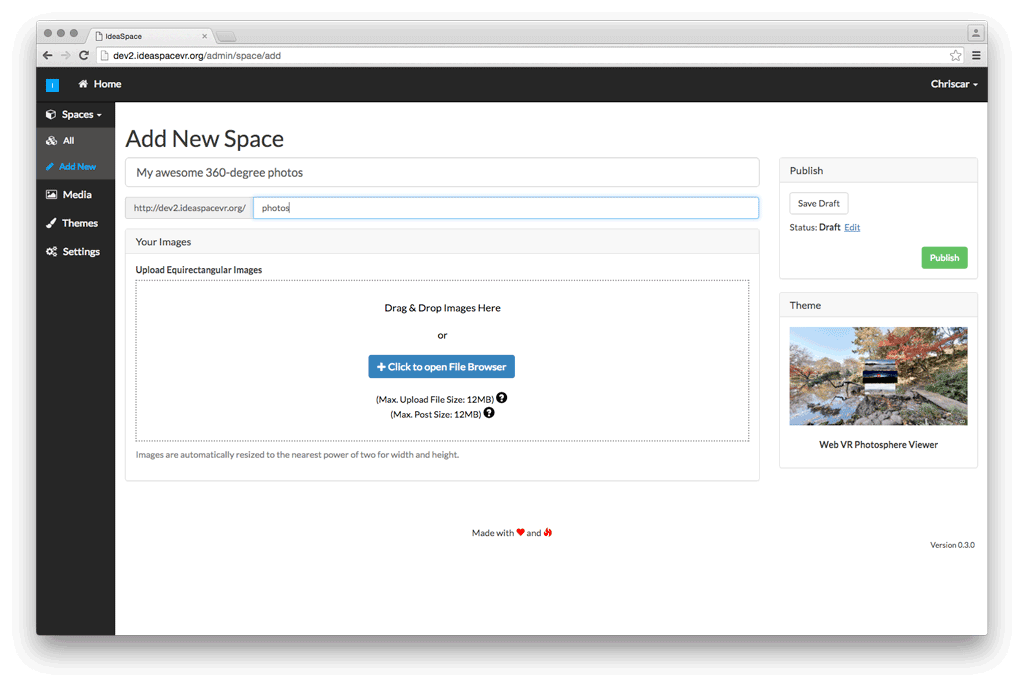 IdeaSpace
dev2.ideaspacevr.org/admin/space/add
Home
Chriscar
Spaces
All
Add New
Media
Themes
Settings
Add New Space
My awesome 360-degree photos
http://dev2.ideaspacevr.org/ photos
Your Images
Upload Equirectangular Images
Drag & Drop Images Here
or
Click to open File Browser
(Max. Upload File Size: 12MB)
(Max. Post Size: 12MB)
Images are automatically resized to the nearest power of two for width and height.
Publish
Save Draft
Status: Draft Edit
Publish
Theme
Web VR Photosphere Viewer
Made with and
Version 0.3.0